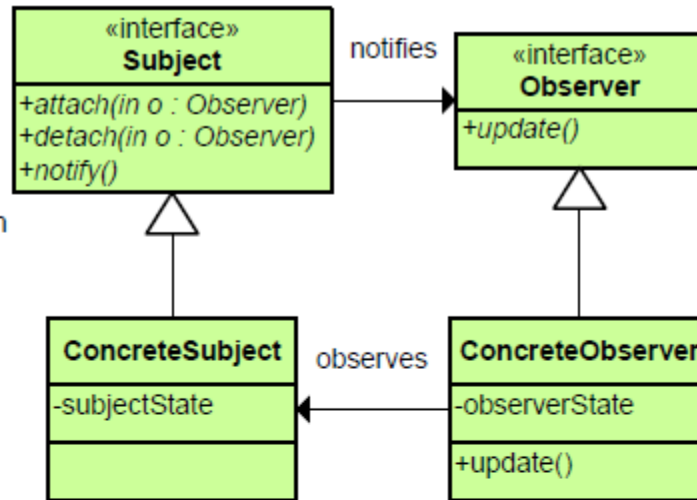 «interface»
Subject
+attach(in o : Observer)
+detach(in o : Observer)
+notify()
notifies
«interface»
Observer
+update()
n
ConcreteSubject
-subjectState
observes
ConcreteObserver
-observerState
+update()